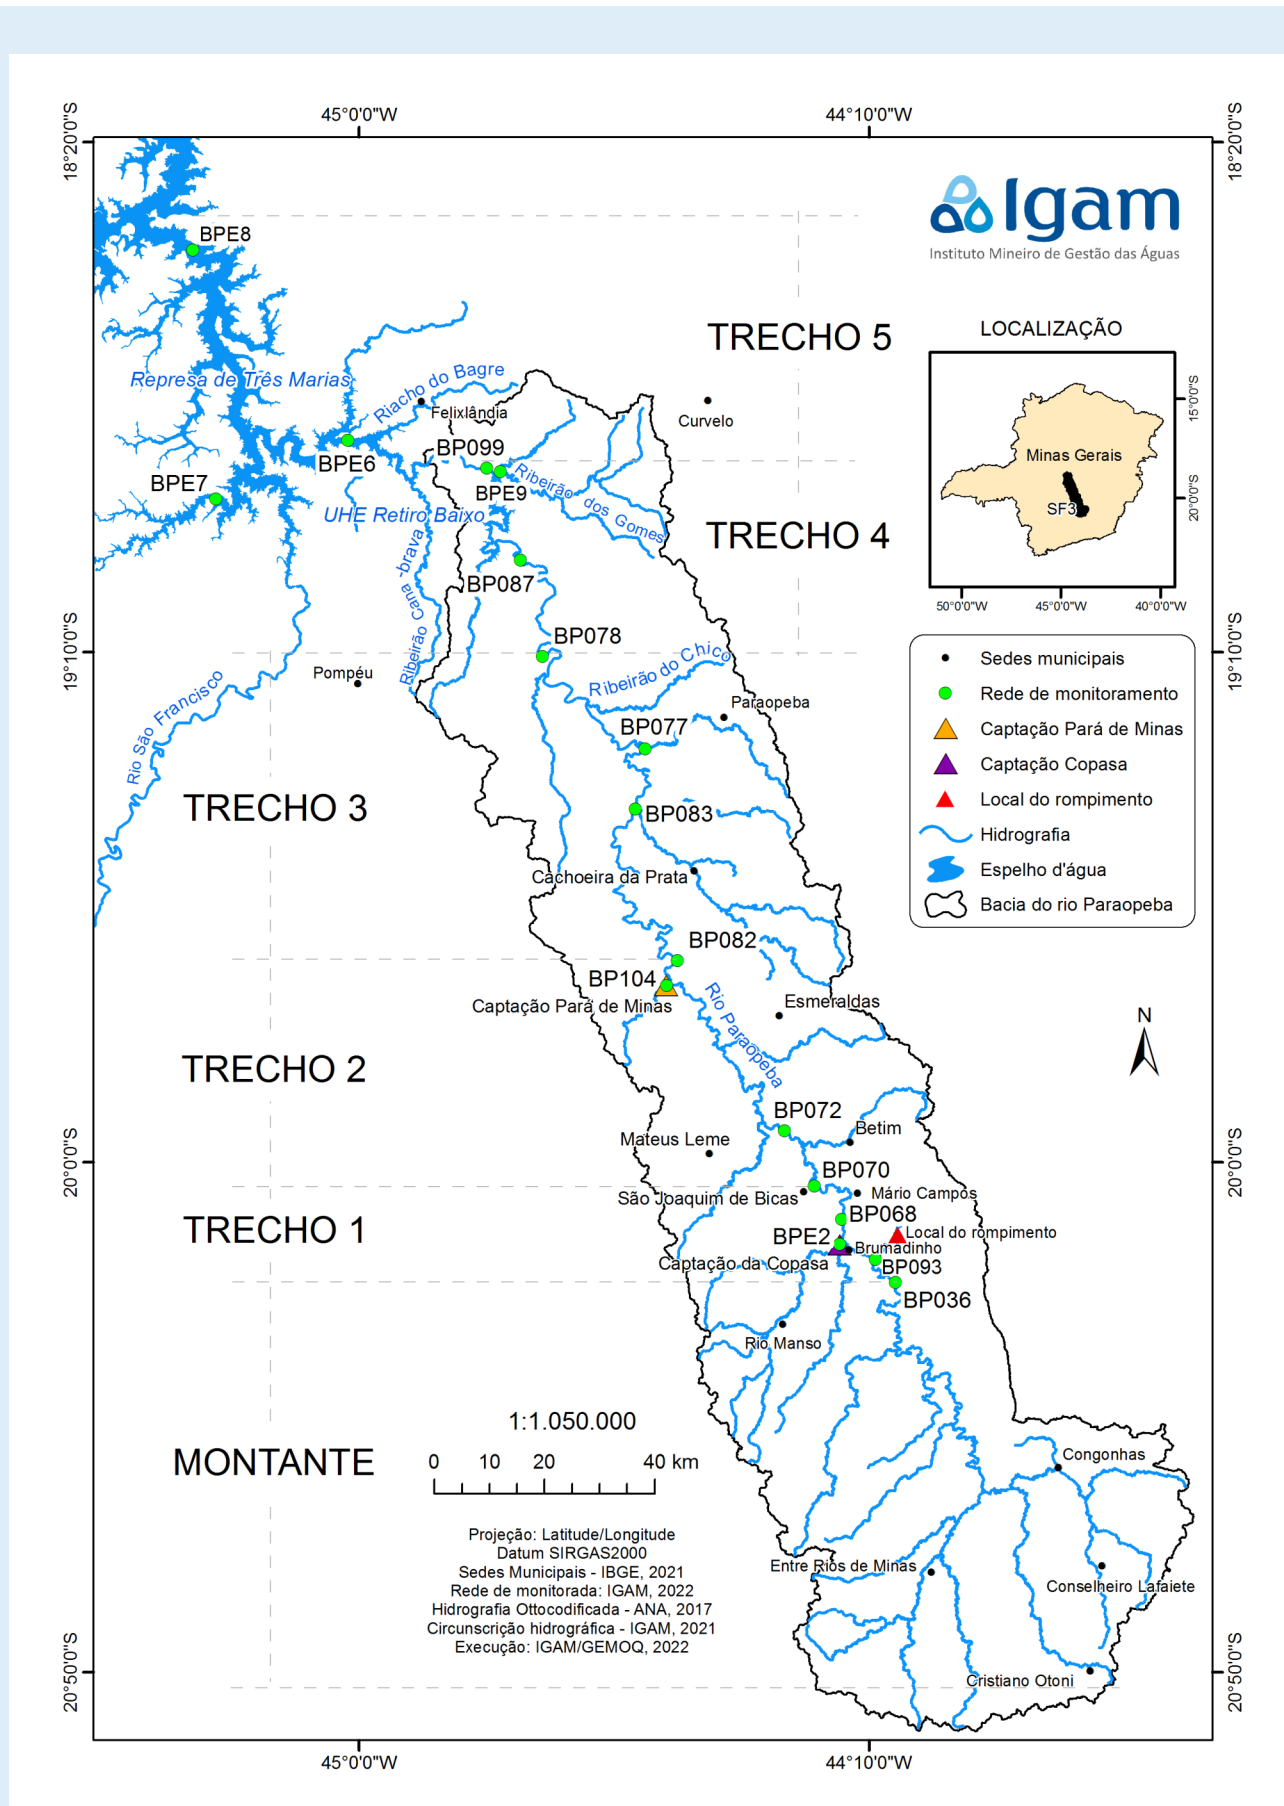 45°0'0"W
44°10'0"W
18°20'0"S
18°20'0"S
Igam
Instituto Mineiro de Gestão das Águas
BPE8
TRECHO 5
LOCALIZAÇÃO
15°0'0"S
Minas Gerais
SF3
20°0'0"S
50°0'0"W
45°0'0"W
40°0'0"W
Represa de Três Marias
Riacho do Bagre
Felixlândia
Curvelo
BP099
BPE6
BPE7
BPE9
Ribeirão dos Gomes
UHE Retiro Baixo
TRECHO 4
BP087
Ribeirão Cana -brava
BP078
19°10'0"S
19°10'0"S
Pompéu
Ribeirão do Chico
Rio São Francisco
Paraopeba
BP077
TRECHO 3
BP083
Cachoeira da Prata
Sedes municipais
Rede de monitoramento
Captação Pará de Minas
Captação Copasa
Local do rompimento
Hidrografia
Espelho d'água
Bacia do rio Paraopeba
BP082
BP104
Captação Pará de Minas
Rio Paraopeba
Esmeraldas
N
TRECHO 2
BP072
Betim
Mateus Leme
20°0'0"S
20°0'0"S
BP070
São Joaquim de Bicas
Mário Campos
BP068
TRECHO 1
BPE2
Local do rompimento
Brumadinho
Captação da Copasa
BP093
BP036
Rio Manso
1:1.050.000
0 10 20 40 km
MONTANTE
Congonhas
Projeção: Latitude/Longitude
Datum SIRGAS2000
Sedes Municipais - IBGE, 2021
Rede de monitorada: IGAM, 2022
Hidrografia Ottocodificada - ANA, 2017
Circunscrição hidrográfica - IGAM, 2021
Execução: IGAM/GEMOQ, 2022
Entre Rios de Minas
Conselheiro Lafaiete
Cristiano Otoni
20°50'0"S
20°50'0"S
45°0'0"W
44°10'0"W